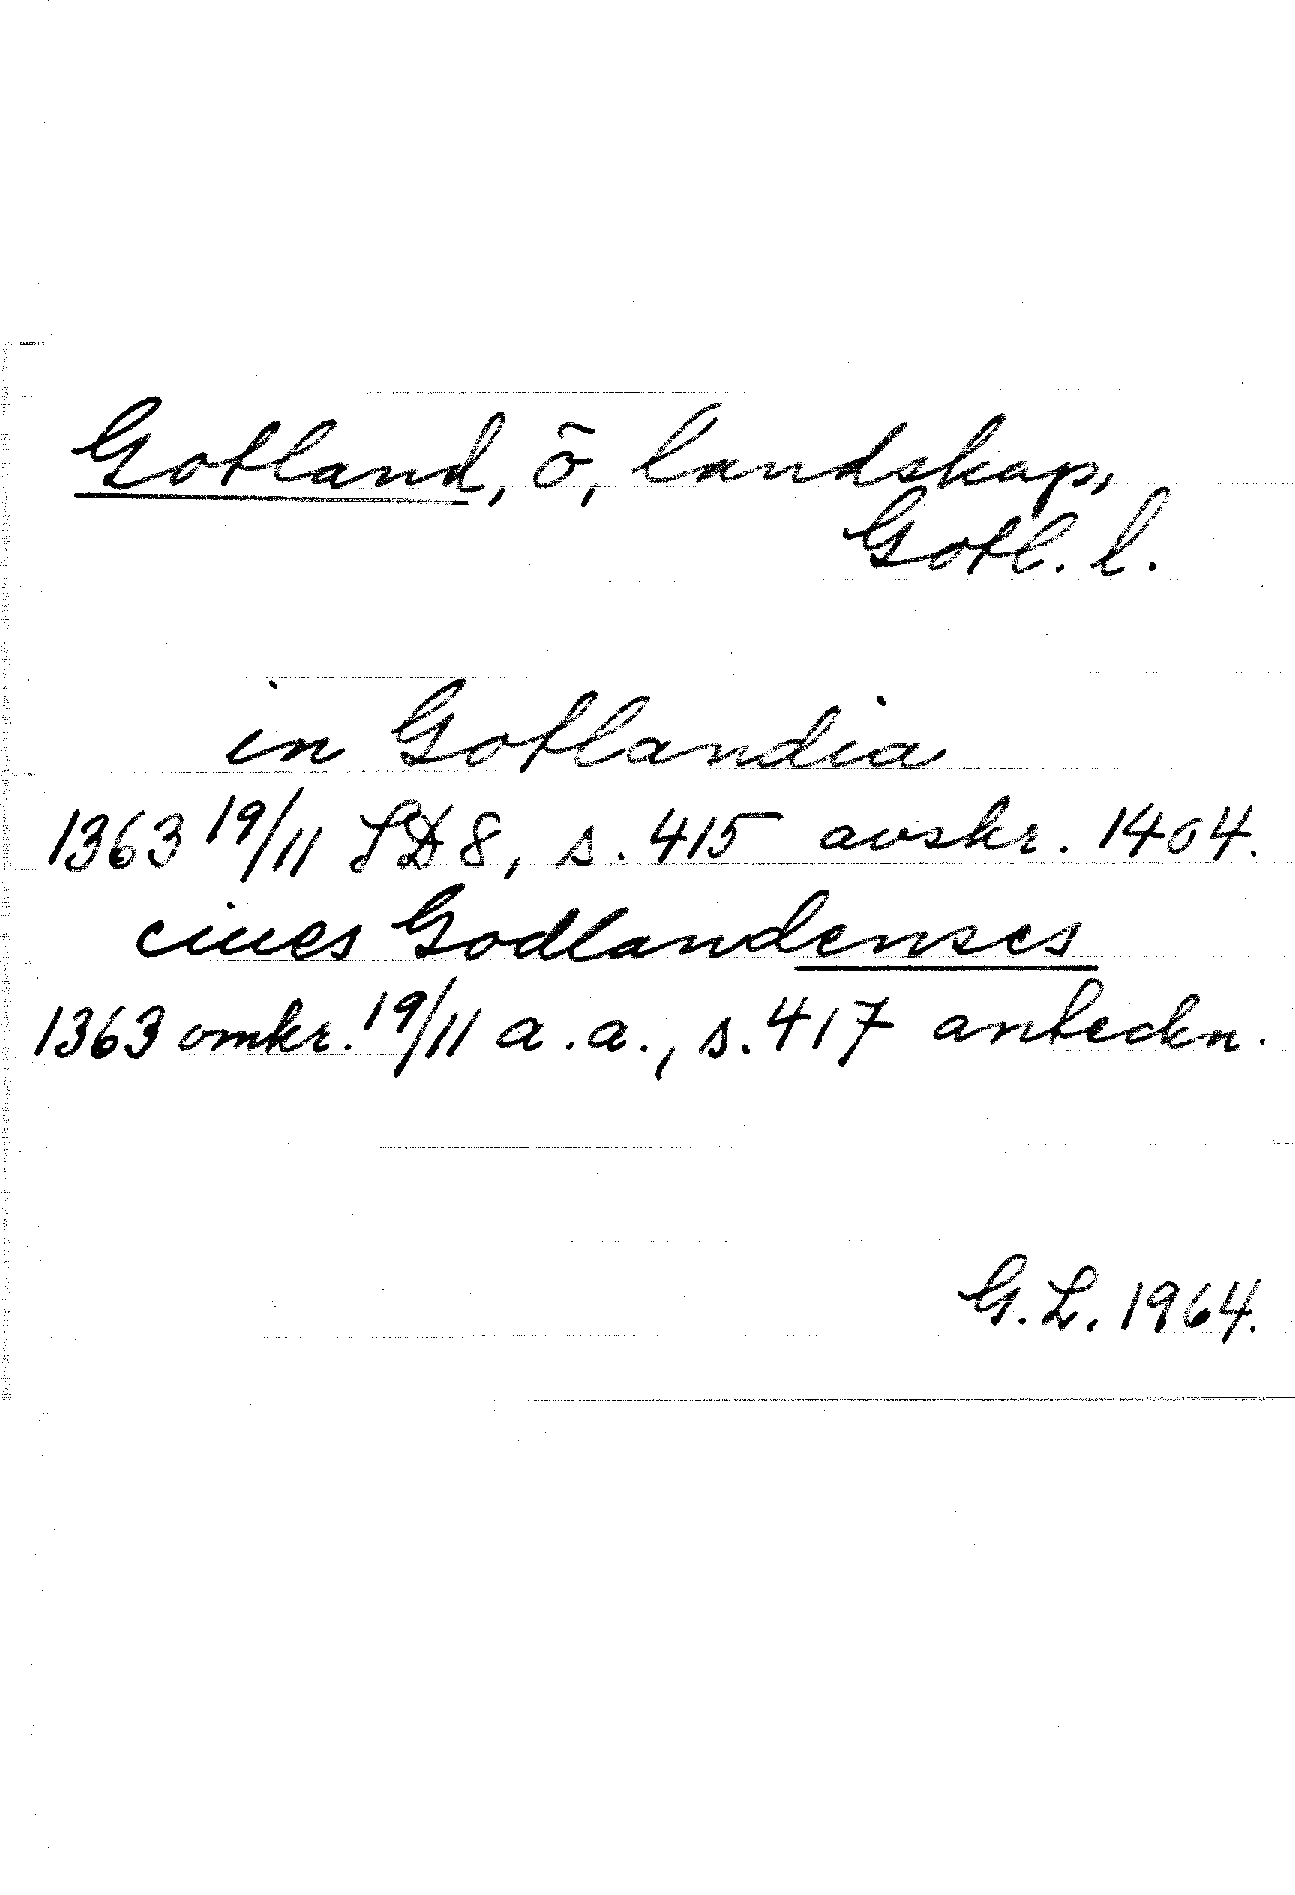 Gotland, ö, landskap,
Gotl. l.
in Gotlandia
1363 19/11 SD 8, s. 415 avskr. 1404.
ciues Godlandenses
1363 omkr. 19/11 a.a., s. 417 anteckn.
G. L. 1964.